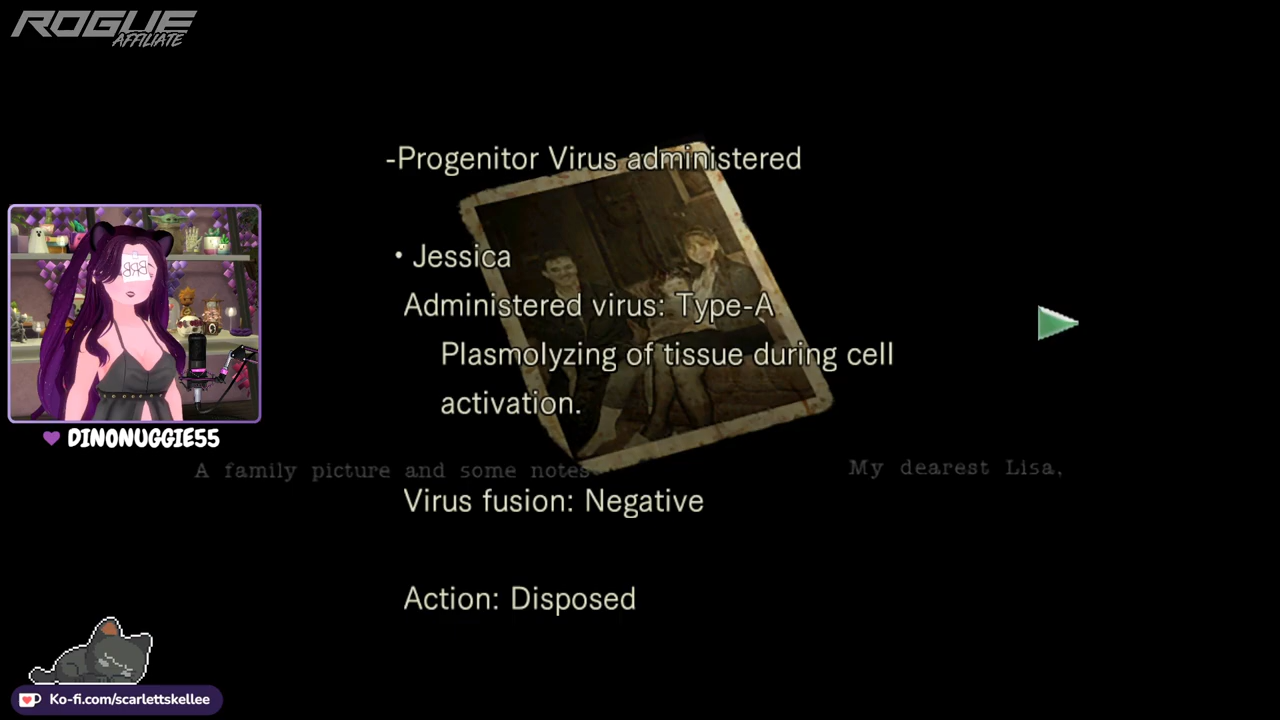 ROGUE
AFFILIATE
-Progenitor Virus administered
• Jessica
Administered virus: Type-A
Plasmolyzing of tissue during cell
activation.
DINONUGGIE55
A family picture and some notes
My dearest Lisa,
Virus fusion: Negative
Action: Disposed
Ko-fi.com/scarlettskellee